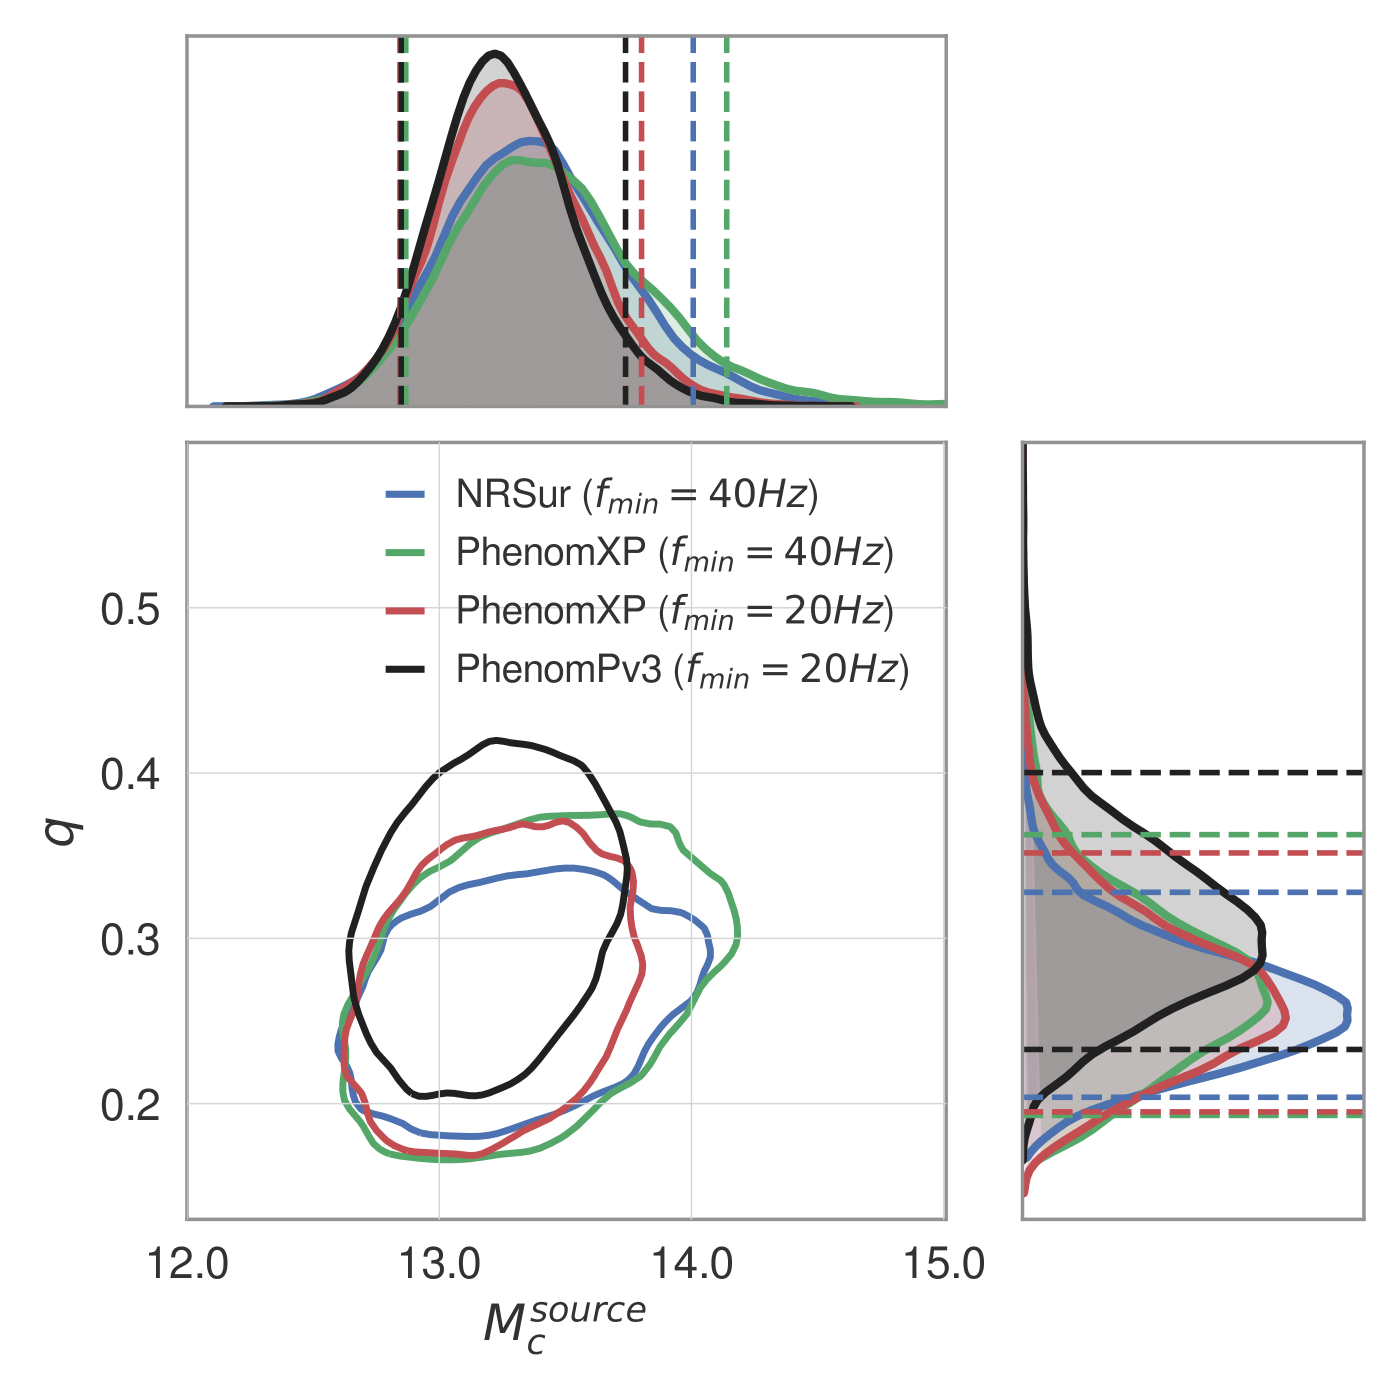 NRSur (f_min = 40Hz)
PhenomXP (f_min = 40Hz)
PhenomXP (f_min = 20Hz)
PhenomPv3 (f_min = 20Hz)
0.5
0.4
0.3
0.2
q
12.0 13.0 14.0 15.0
M_c^source